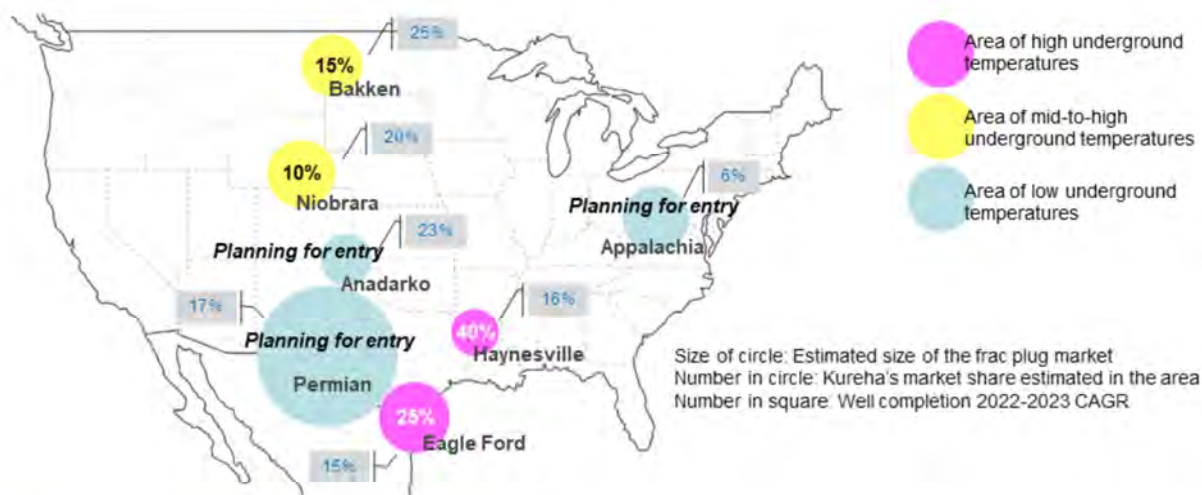 25%
15%
Bakken
20%
10%
Niobrara
6%
Planning for entry
Appalachia
23%
Planning for entry
Anadarko
17%
Planning for entry
Permian
16%
40%
Haynesville
25%
Eagle Ford
15%
Area of high underground
temperatures
Area of mid-to-high
underground temperatures
Area of low underground
temperatures
Size of circle: Estimated size of the frac plug market
Number in circle: Kureha's market share estimated in the area
Number in square: Well completion 2022-2023 CAGR